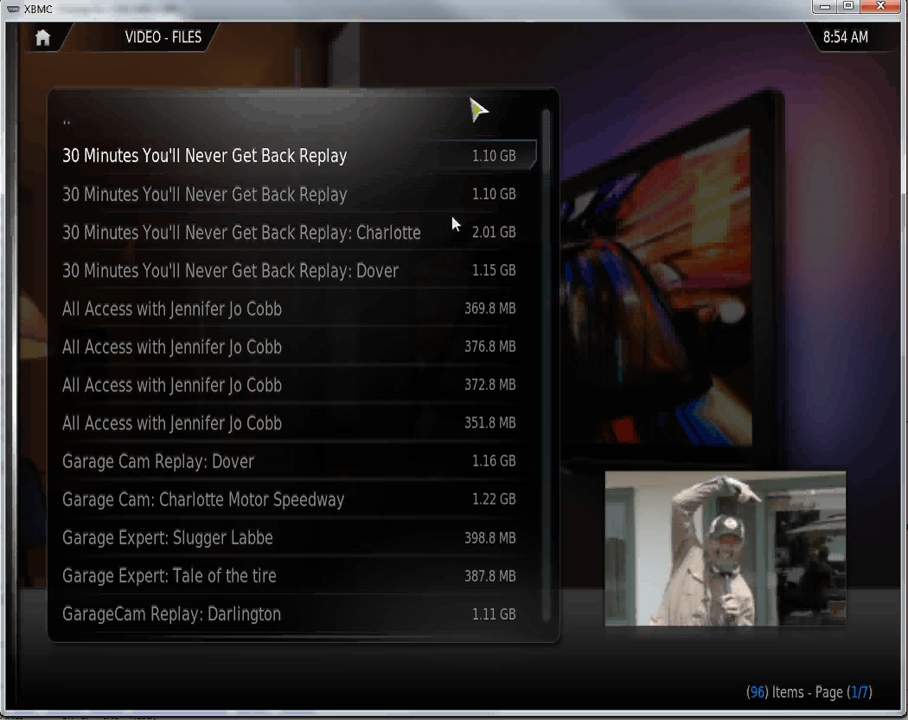 XBMC
VIDEO - FILES
8:54 AM
..
30 Minutes You'll Never Get Back Replay 1.10 GB
30 Minutes You'll Never Get Back Replay 1.10 GB
30 Minutes You'll Never Get Back Replay: Charlotte 2.01 GB
30 Minutes You'll Never Get Back Replay: Dover 1.15 GB
All Access with Jennifer Jo Cobb 369.8 MB
All Access with Jennifer Jo Cobb 376.8 MB
All Access with Jennifer Jo Cobb 372.8 MB
All Access with Jennifer Jo Cobb 351.8 MB
Garage Cam Replay: Dover 1.16 GB
Garage Cam: Charlotte Motor Speedway 1.22 GB
Garage Expert: Slugger Labbe 398.8 MB
Garage Expert: Tale of the tire 387.8 MB
GarageCam Replay: Darlington 1.11 GB
(96) Items - Page (1/7)